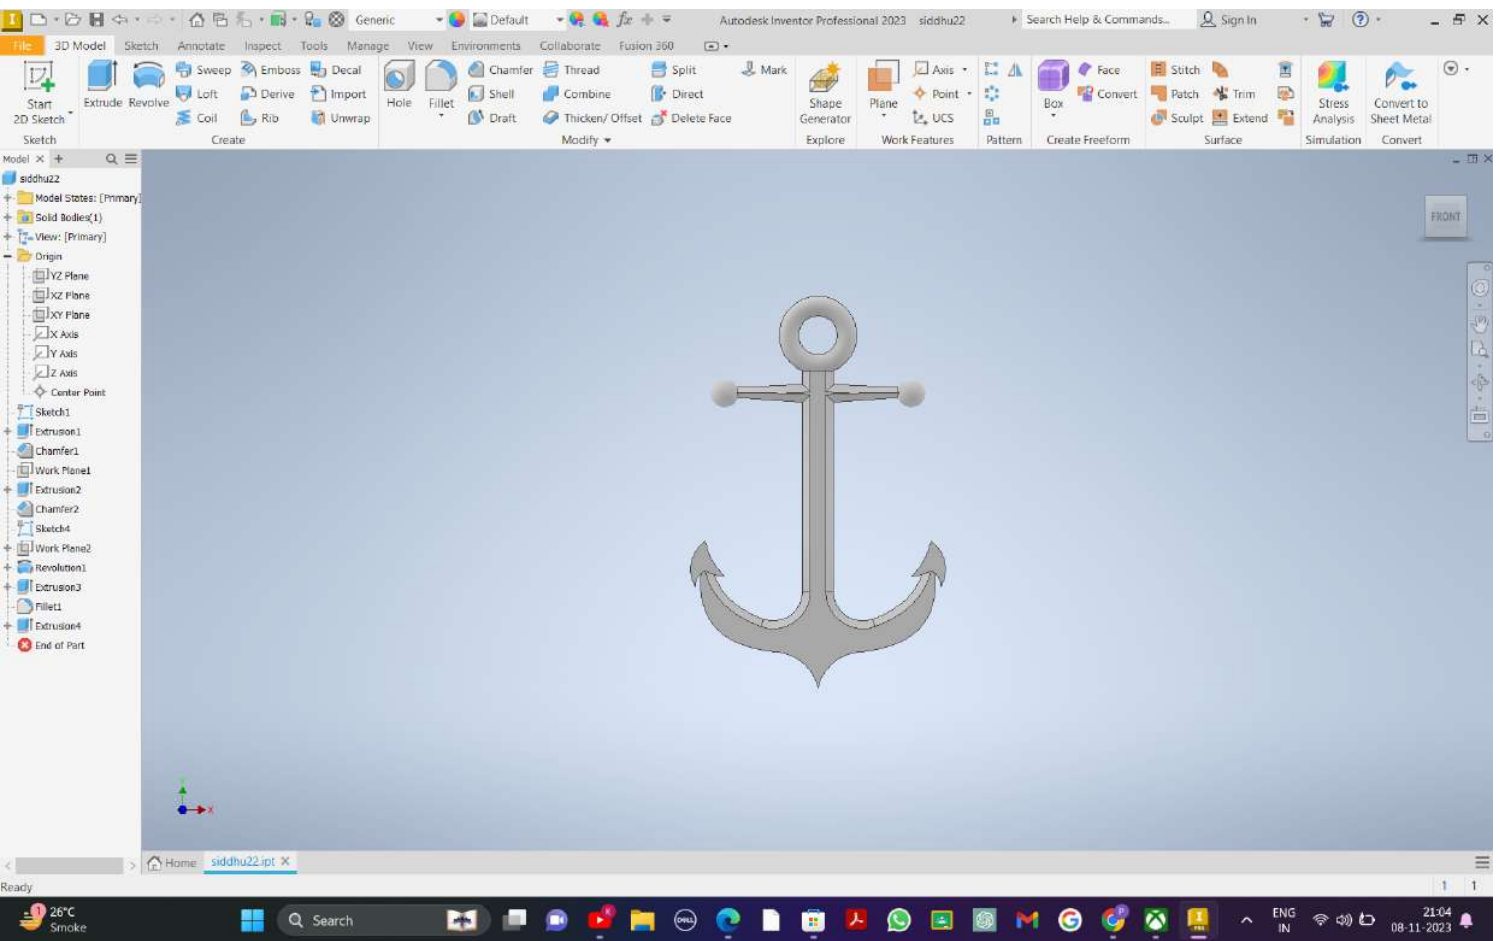 Generic Default fx Autodesk Inventor Professional 2023 siddhu22 Search Help & Commands... Sign In
File 3D Model Sketch Annotate Inspect Tools Manage View Environments Collaborate Fusion 360
Sweep Emboss Decal Chamfer Thread Split Mark Axis Face Stitch
Start 2D Sketch Extrude Revolve Loft Derive Import Hole Fillet Shell Combine Direct Shape Generator Plane Point Box Convert Patch Trim Stress Analysis Convert to Sheet Metal
Coil Rib Unwrap Draft Thicken/ Offset Delete Face UCS Sculpt Extend
Sketch Create Modify Explore Work Features Pattern Create Freeform Surface Simulation Convert
Model
siddhu22
Model States: [Primary]
Solid Bodies(1)
View: [Primary]
Origin
YZ Plane
XZ Plane
XY Plane
X Axis
Y Axis
Z Axis
Center Point
Sketch1
Extrusion1
Chamfer1
Work Plane1
Extrusion2
Chamfer2
Sketch4
Work Plane2
Revolution1
Extrusion3
Fillet1
Extrusion4
End of Part
FRONT
Y
X
Home siddhu22.ipt
Ready 1 1
1 26°C
Smoke
Search
ENG
IN
21:04
08-11-2023